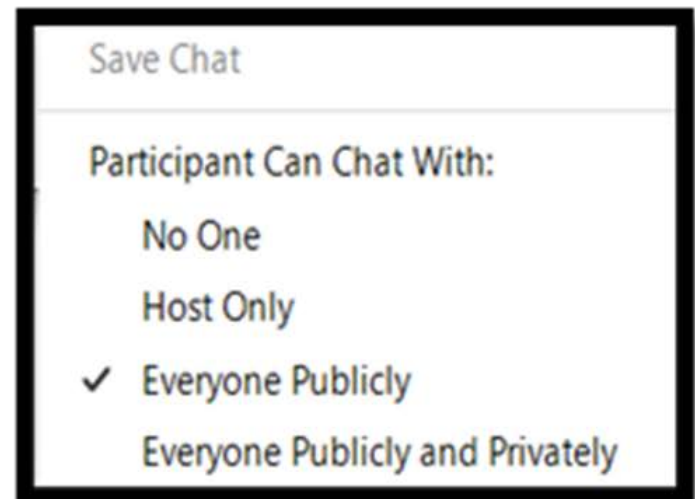 Save Chat
Participant Can Chat With:
No One
Host Only
Everyone Publicly
Everyone Publicly and Privately